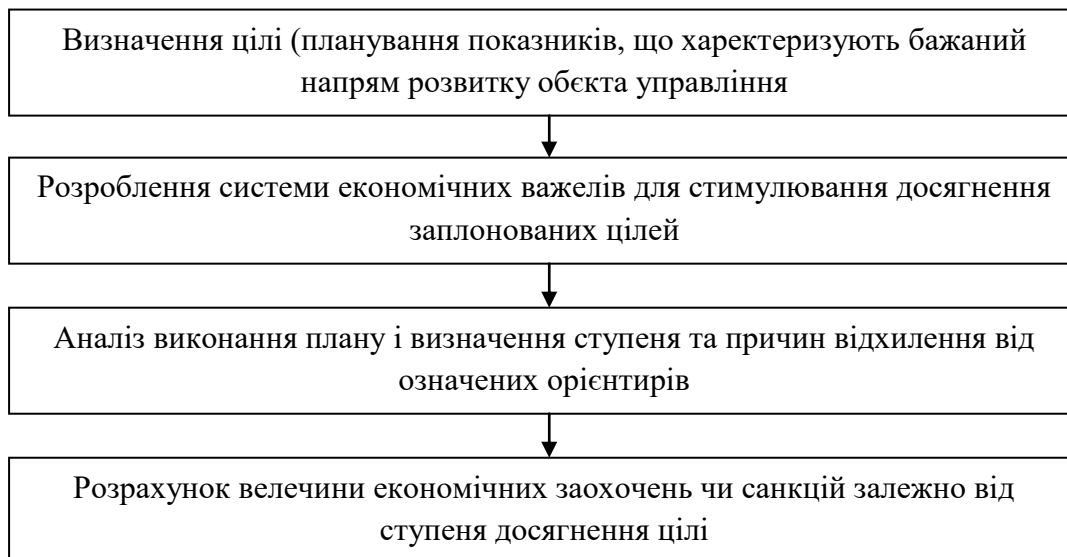 Визначення цілі (планування показників, що харектеризують бажаний
напрям розвитку обєкта управління
Розроблення системи економічних важелів для стимулювання досягнення
заплонованих цілей
Аналіз виконання плану і визначення ступеня та причин відхилення від
означених орієнтирів
Розрахунок велечини економічних заохочень чи санкцій залежно від
ступеня досягнення цілі